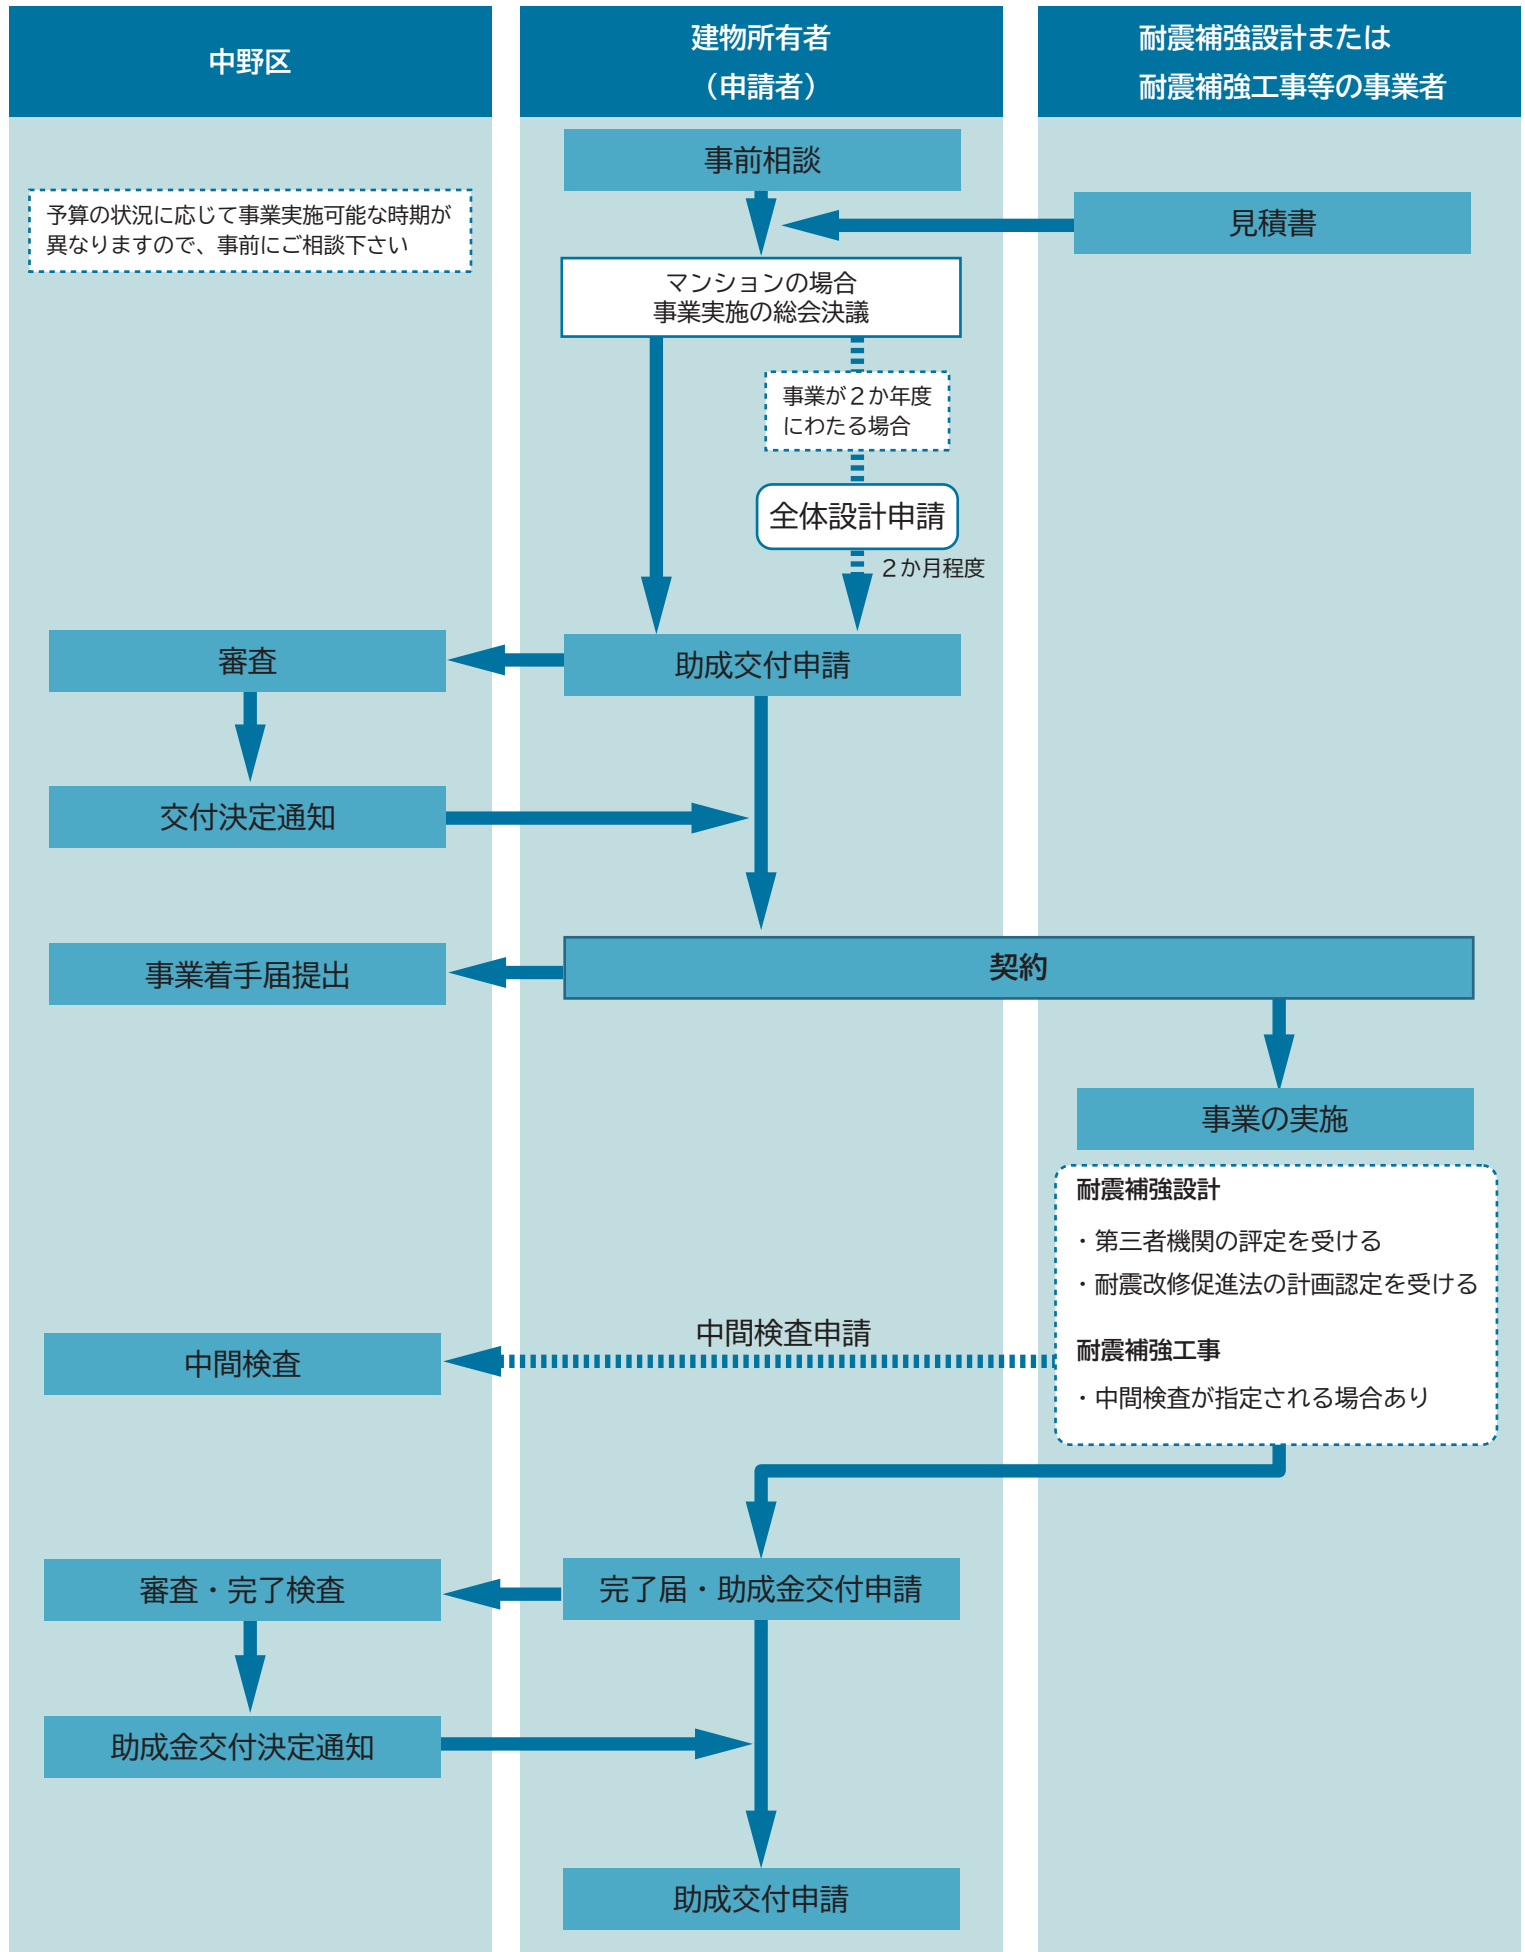 中野区
建物所有者
（申請者）
耐震補強設計または
耐震補強工事等の事業者
事前相談
予算の状況に応じて事業実施可能な時期が
異なりますので、事前にご相談下さい
見積書
マンションの場合
事業実施の総会決議
事業が２か年度
にわたる場合
全体設計申請
２か月程度
審査
助成交付申請
交付決定通知
事業着手届提出
契約
事業の実施
耐震補強設計
・第三者機関の評定を受ける
・耐震改修促進法の計画認定を受ける
中間検査申請
中間検査
耐震補強工事
・中間検査が指定される場合あり
審査・完了検査
完了届・助成金交付申請
助成金交付決定通知
助成交付申請